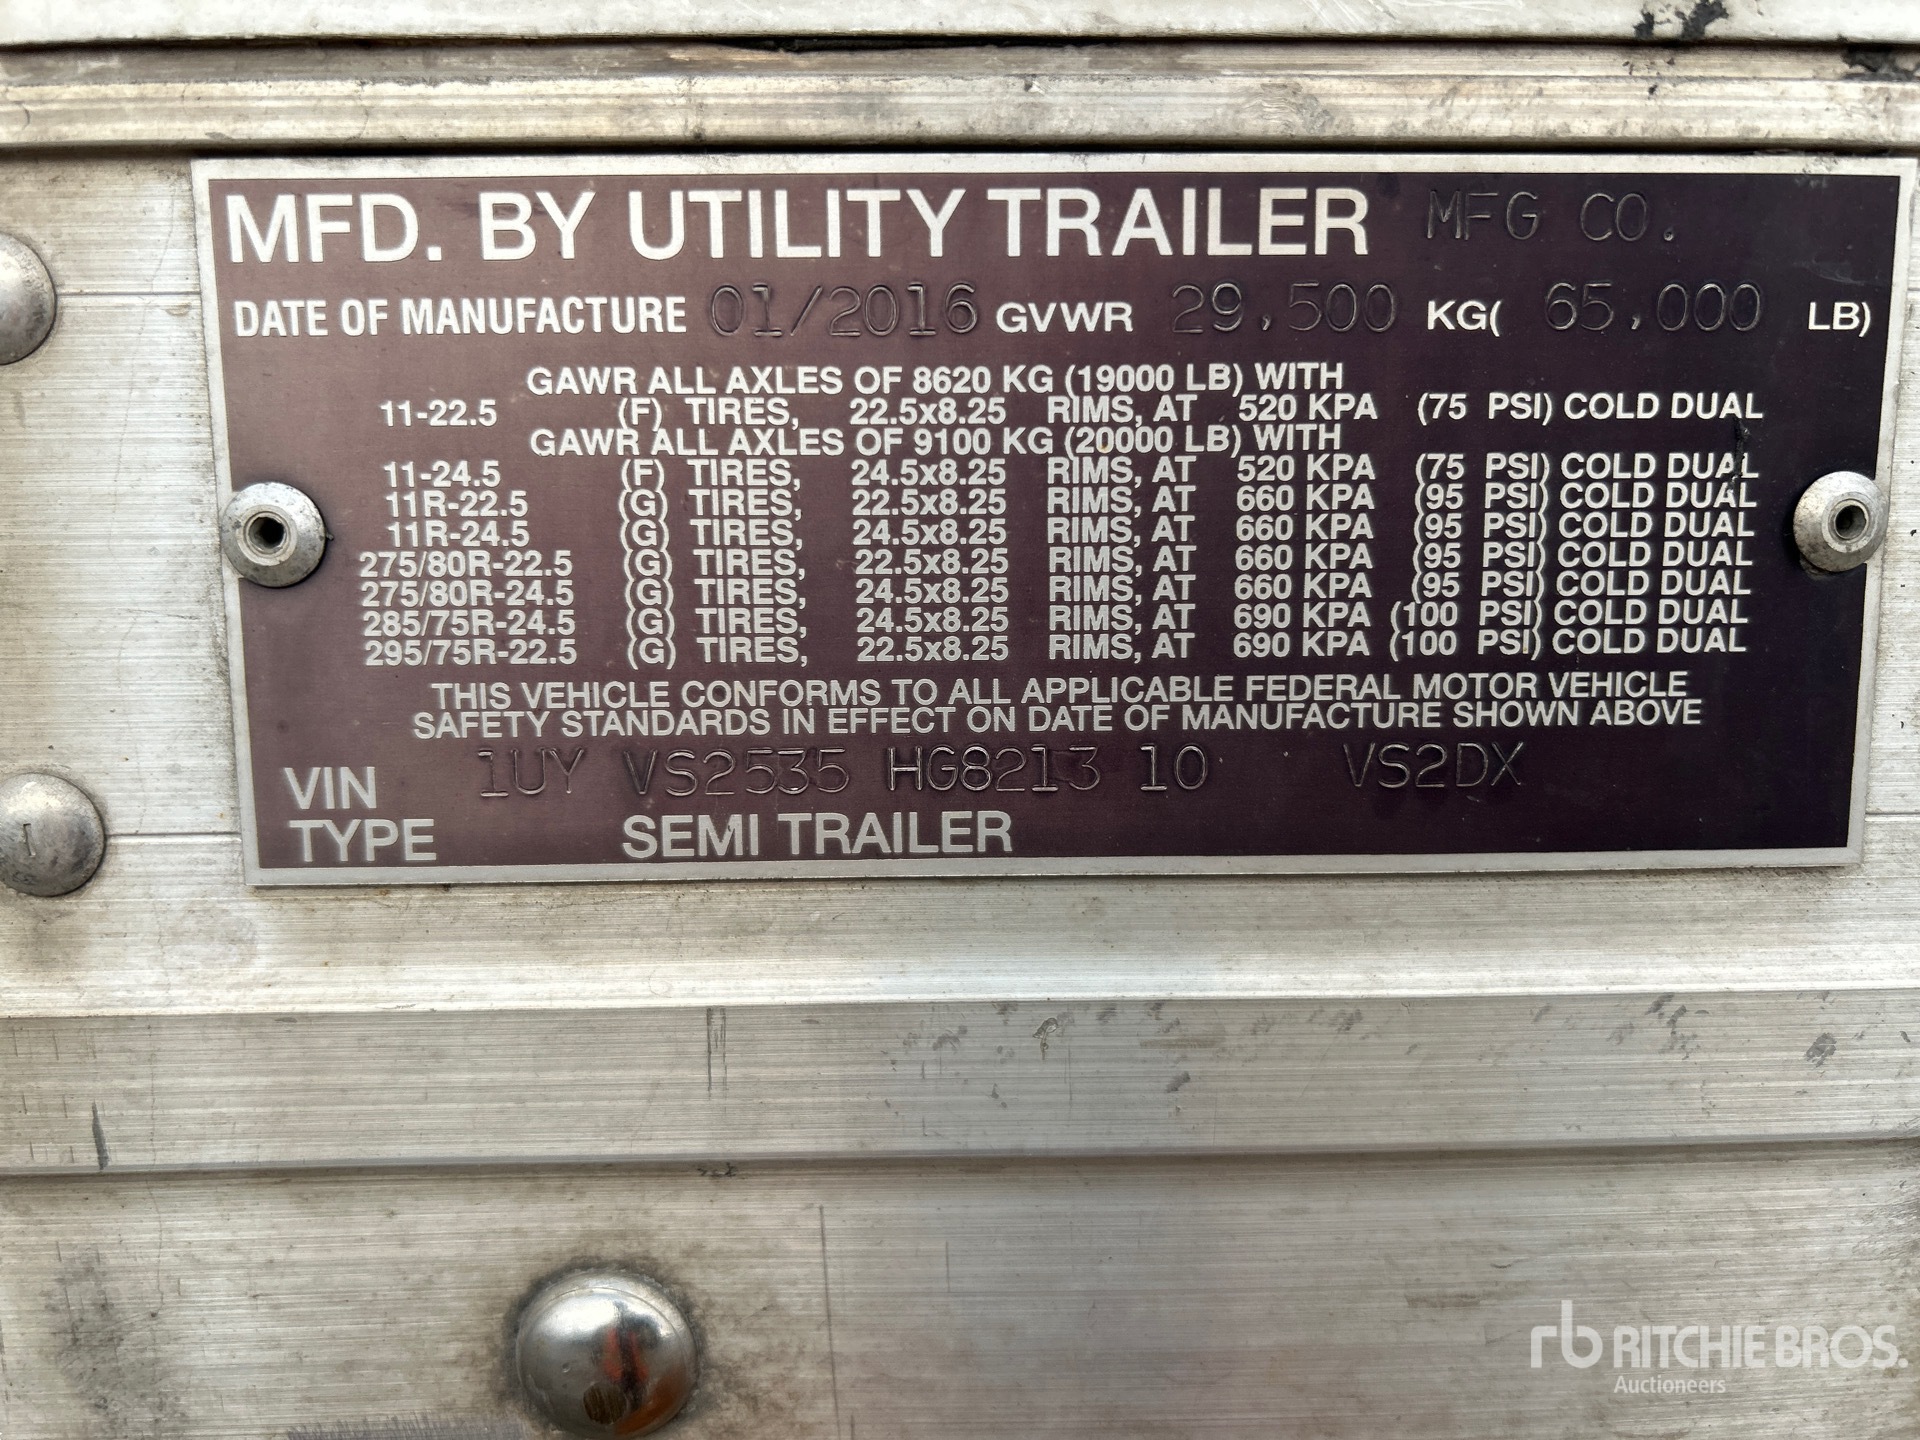 MFD. BY UTILITY TRAILER MFG CO.
DATE OF MANUFACTURE 01/2016 GVWR 29,500 KG( 65,000 LB)
GAWR ALL AXLES OF 8620 KG (19000 LB) WITH
11-22.5 (F) TIRES, 22.5x8.25 RIMS, AT 520 KPA (75 PSI) COLD DUAL
GAWR ALL AXLES OF 9100 KG (20000 LB) WITH
11-24.5 (F) TIRES, 24.5x8.25 RIMS, AT 520 KPA (75 PSI) COLD DUAL
11R-22.5 (G) TIRES, 22.5x8.25 RIMS, AT 660 KPA (95 PSI) COLD DUAL
11R-24.5 (G) TIRES, 24.5x8.25 RIMS, AT 660 KPA (95 PSI) COLD DUAL
275/80R-22.5 (G) TIRES, 22.5x8.25 RIMS, AT 660 KPA (95 PSI) COLD DUAL
275/80R-24.5 (G) TIRES, 24.5x8.25 RIMS, AT 660 KPA (95 PSI) COLD DUAL
285/75R-24.5 (G) TIRES, 24.5x8.25 RIMS, AT 690 KPA (100 PSI) COLD DUAL
295/75R-22.5 (G) TIRES, 22.5x8.25 RIMS, AT 690 KPA (100 PSI) COLD DUAL
THIS VEHICLE CONFORMS TO ALL APPLICABLE FEDERAL MOTOR VEHICLE
SAFETY STANDARDS IN EFFECT ON DATE OF MANUFACTURE SHOWN ABOVE
VIN 1UY VS2535 HG8213 10 VS2DX
TYPE SEMI TRAILER
rb RITCHIE BROS.
Auctioneers